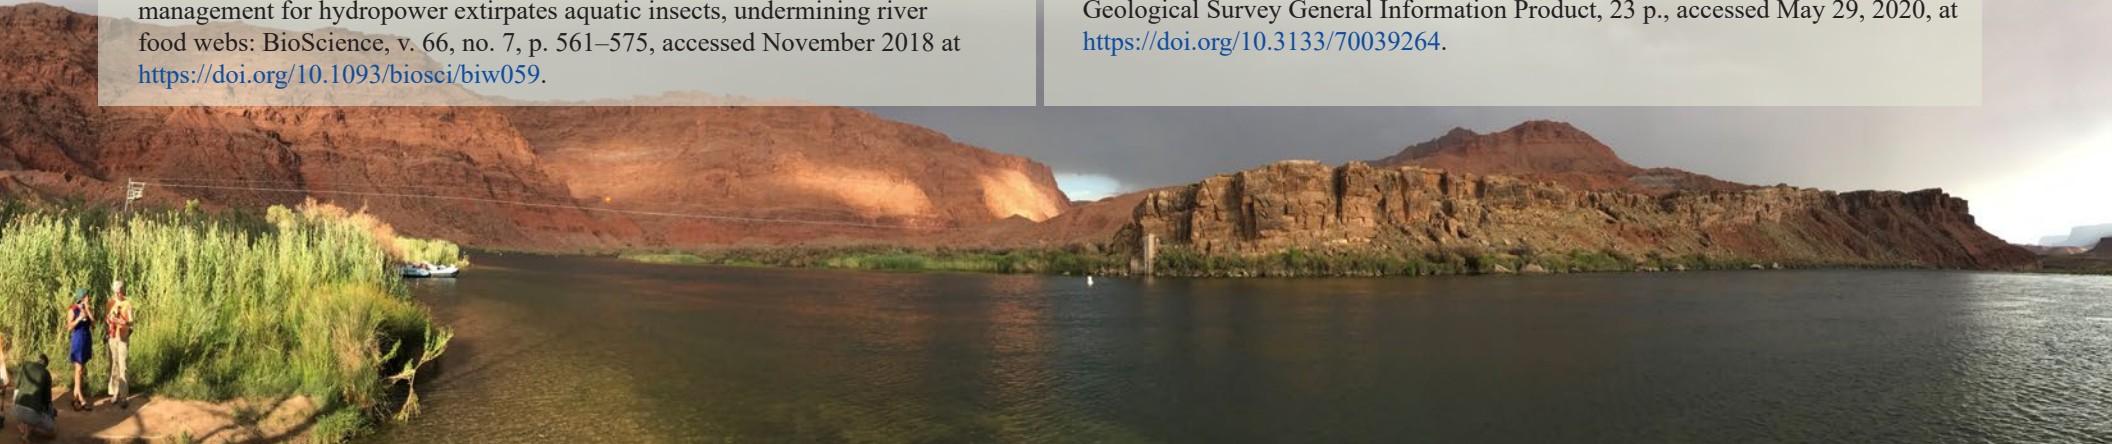 management for hydropower extirpates aquatic insects, undermining river
food webs: BioScience, v. 66, no. 7, p. 561–575, accessed November 2018 at
https://doi.org/10.1093/biosci/biw059.
Geological Survey General Information Product, 23 p., accessed May 29, 2020, at
https://doi.org/10.3133/70039264.